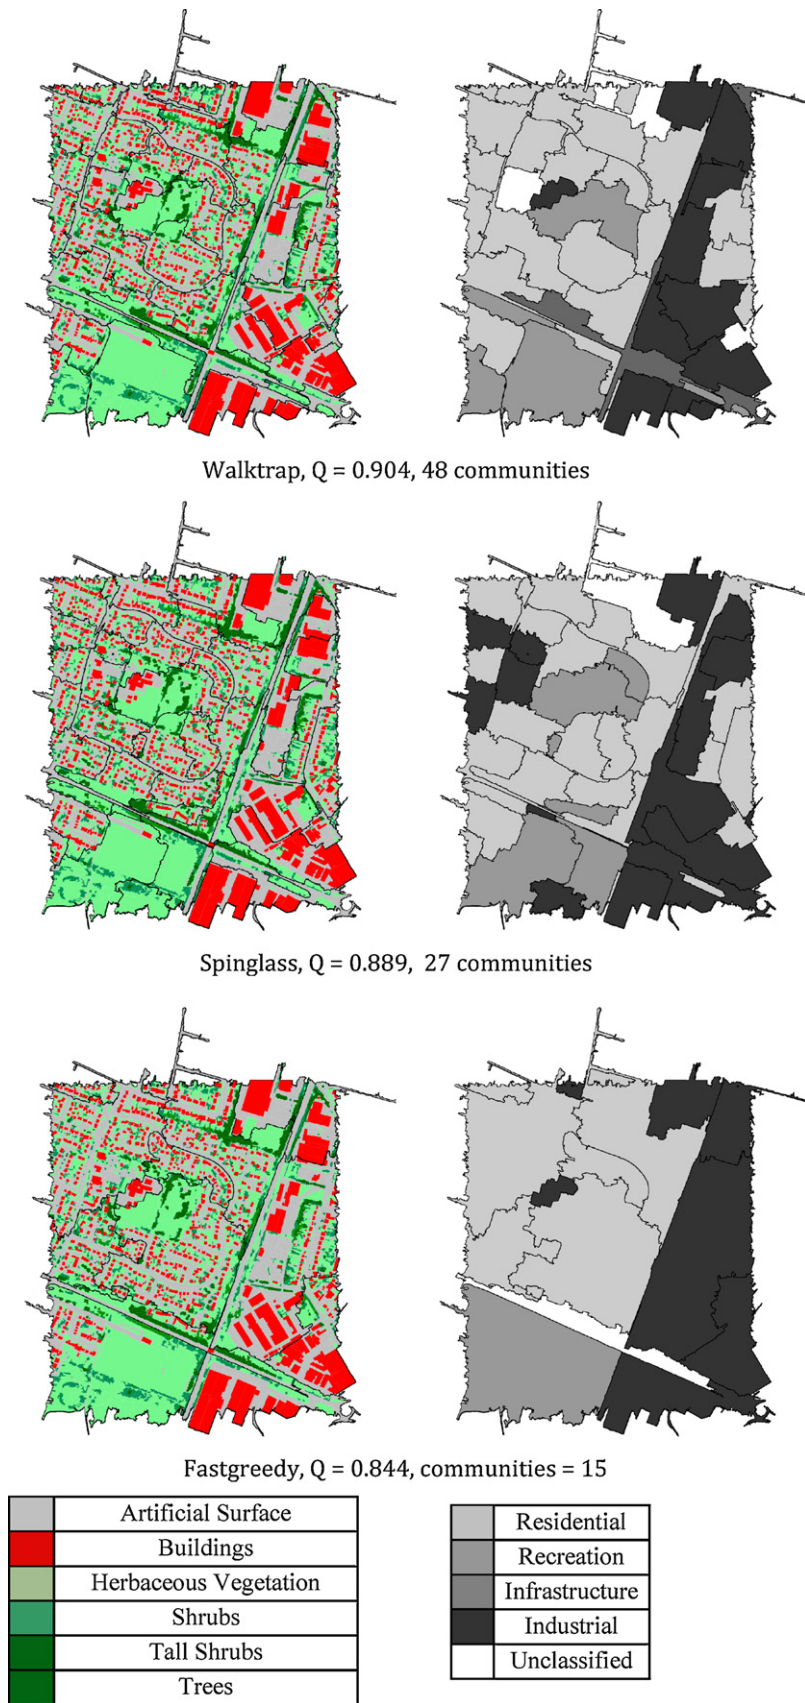 Walktrap, Q = 0.904, 48 communities
Spinglass, Q = 0.889,  27 communities
Fastgreedy, Q = 0.844, communities = 15
Artificial Surface
Buildings
Herbaceous Vegetation
Shrubs
Tall Shrubs
Trees
Residential
Recreation
Infrastructure
Industrial
Unclassified